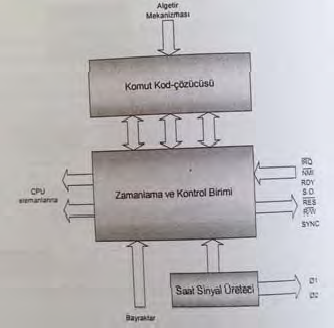 Algetir
Mekanizması
Komut Kod-çözücüsü
Zamanlama ve Kontrol Birimi
CPU
elemanlarına
IRQ
NMI
RDY
S.O.
RES
R/W
SYNC
Saat Sinyal Üreteci
Ø1
Ø2
Bayraklar